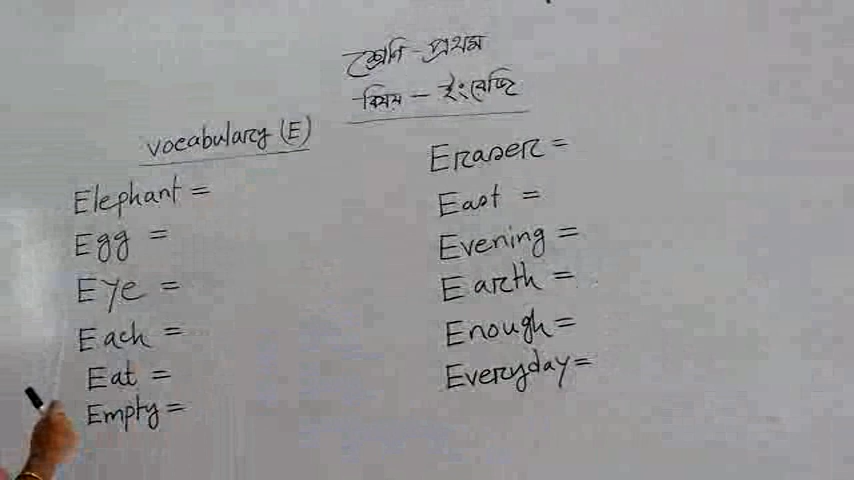 শ্রেনি - প্রথম
বিষয় - ইংরেজি
Vocabulary (E)
Elephant =
Egg =
Eye =
Each =
Eat =
Empty =
Eraser =
East =
Evening =
Earth =
Enough =
Everyday =